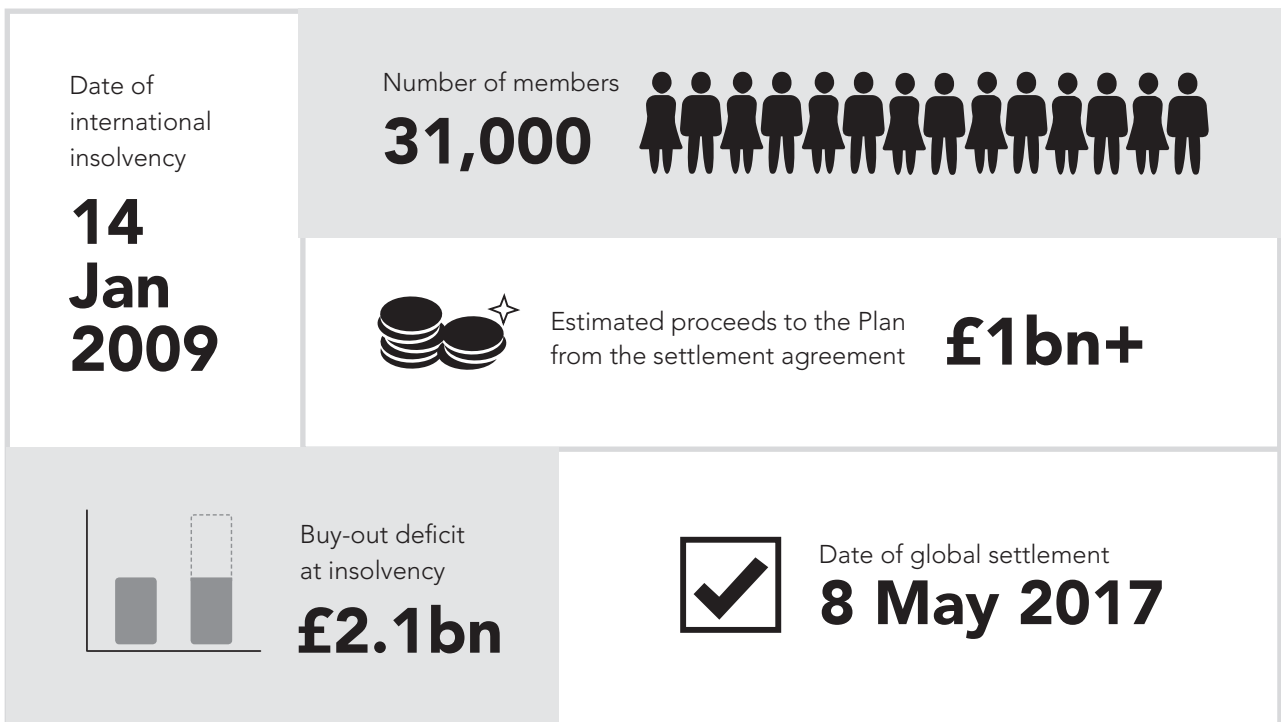 Date of
international
insolvency
14
Jan
2009
Number of members
31,000
Estimated proceeds to the Plan
from the settlement agreement
£1bn+
Buy-out deficit
at insolvency
£2.1bn
Date of global settlement
8 May 2017